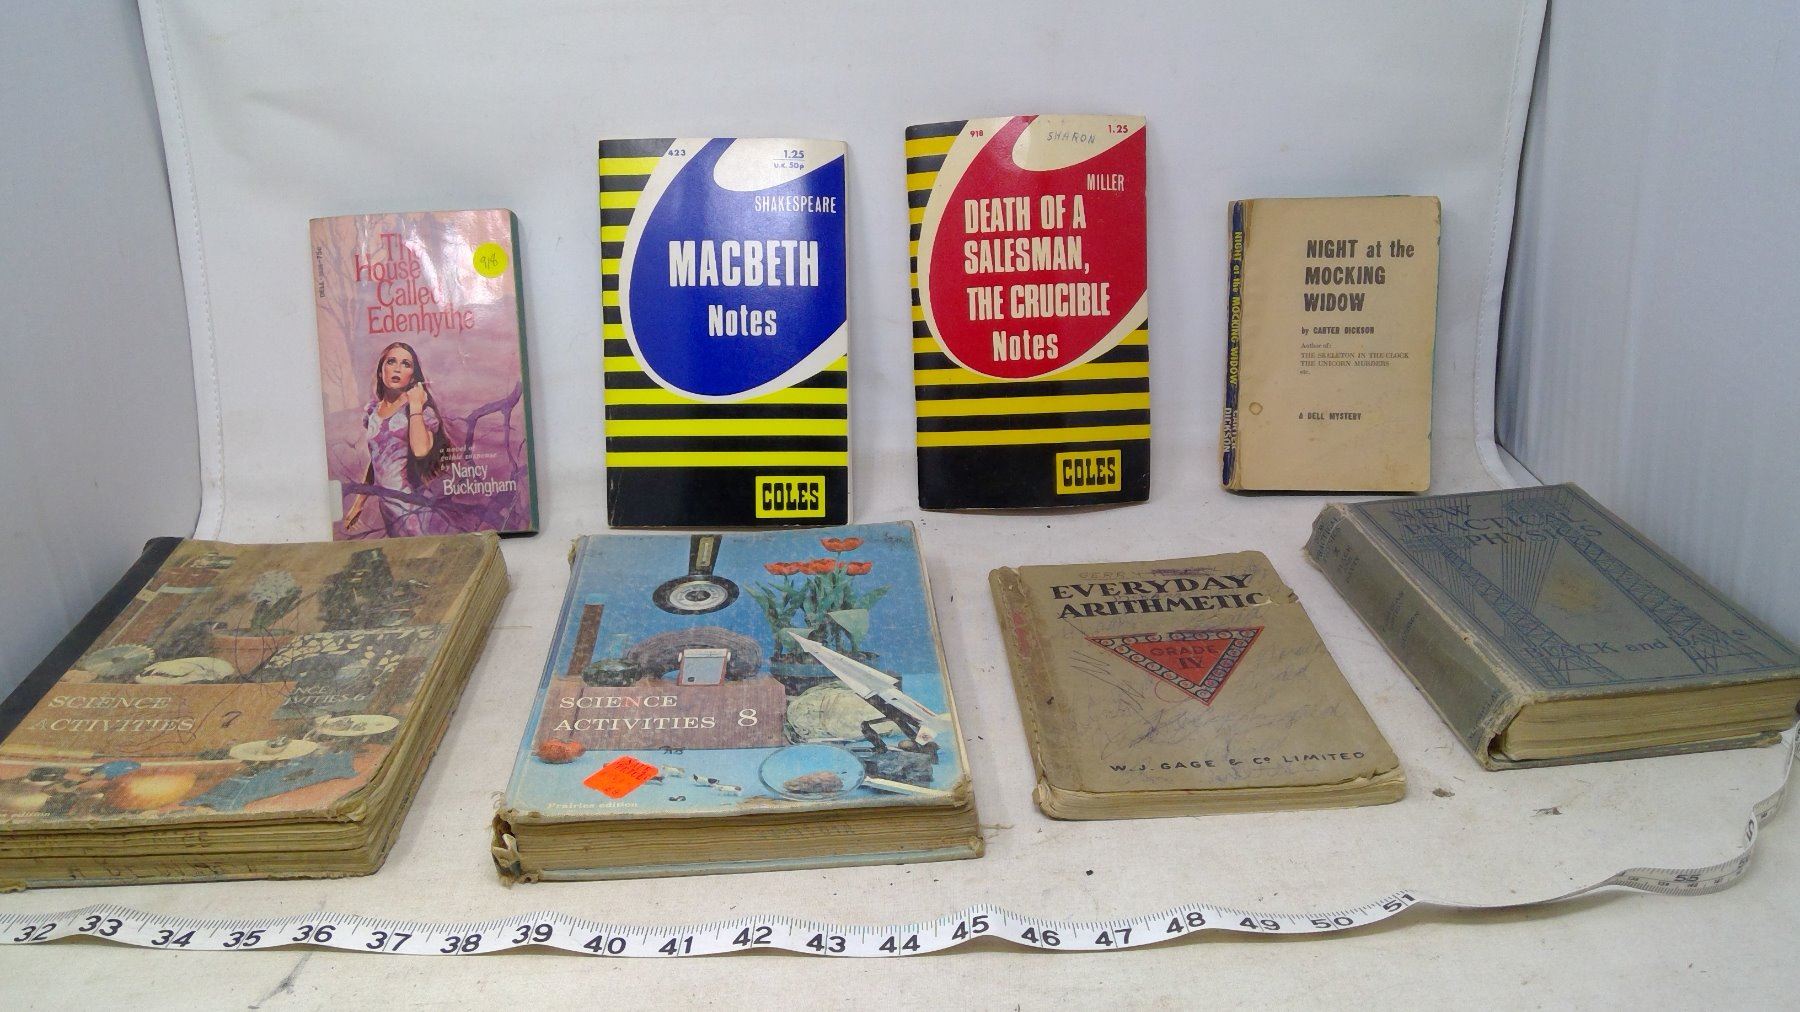 The
House
Called
Edenhythe
918
75c
a novel of
gothic suspense
by Nancy
Buckingham
423
1.25
U.K. 50p
SHAKESPEARE
MACBETH
Notes
COLES
918
SHARON
1.25
MILLER
DEATH OF A
SALESMAN,
THE CRUCIBLE
Notes
COLES
NIGHT at the MOCKING WIDOW
DICKSON
NIGHT at the
MOCKING
WIDOW
by CARTER DICKSON
Author of:
THE SKELETON IN THE CLOCK
THE UNICORN MURDERS
etc.
A DELL MYSTERY
SCIENCE
ACTIVITIES 7
SCIENCE
ACTIVITIES 8
Prairies edition
EVERYDAY
ARITHMETIC
GRADE
IV
W. J. GAGE & Co LIMITED
NEW
PRACTICAL
PHYSICS
BLACK and DAVIS
32 33 34 35 36 37 38 39 40 41 42 43 44 45 46 47 48 49 50 51 55